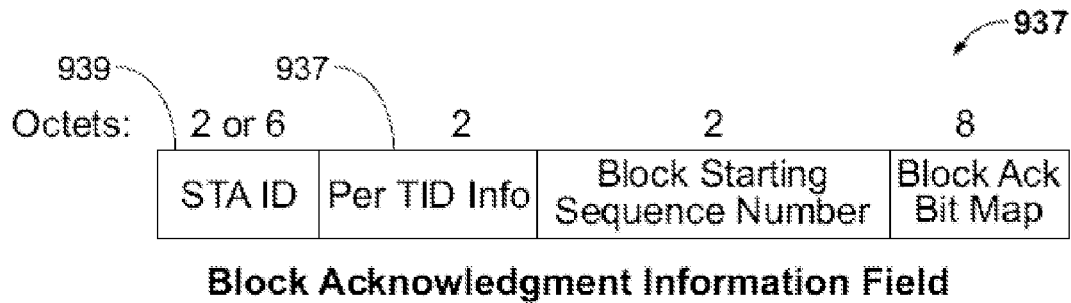 937
939
937
Octets: 2 or 6 2 2 8
STA ID Per TID Info Block Starting Sequence Number Block Ack Bit Map
Block Acknowledgment Information Field